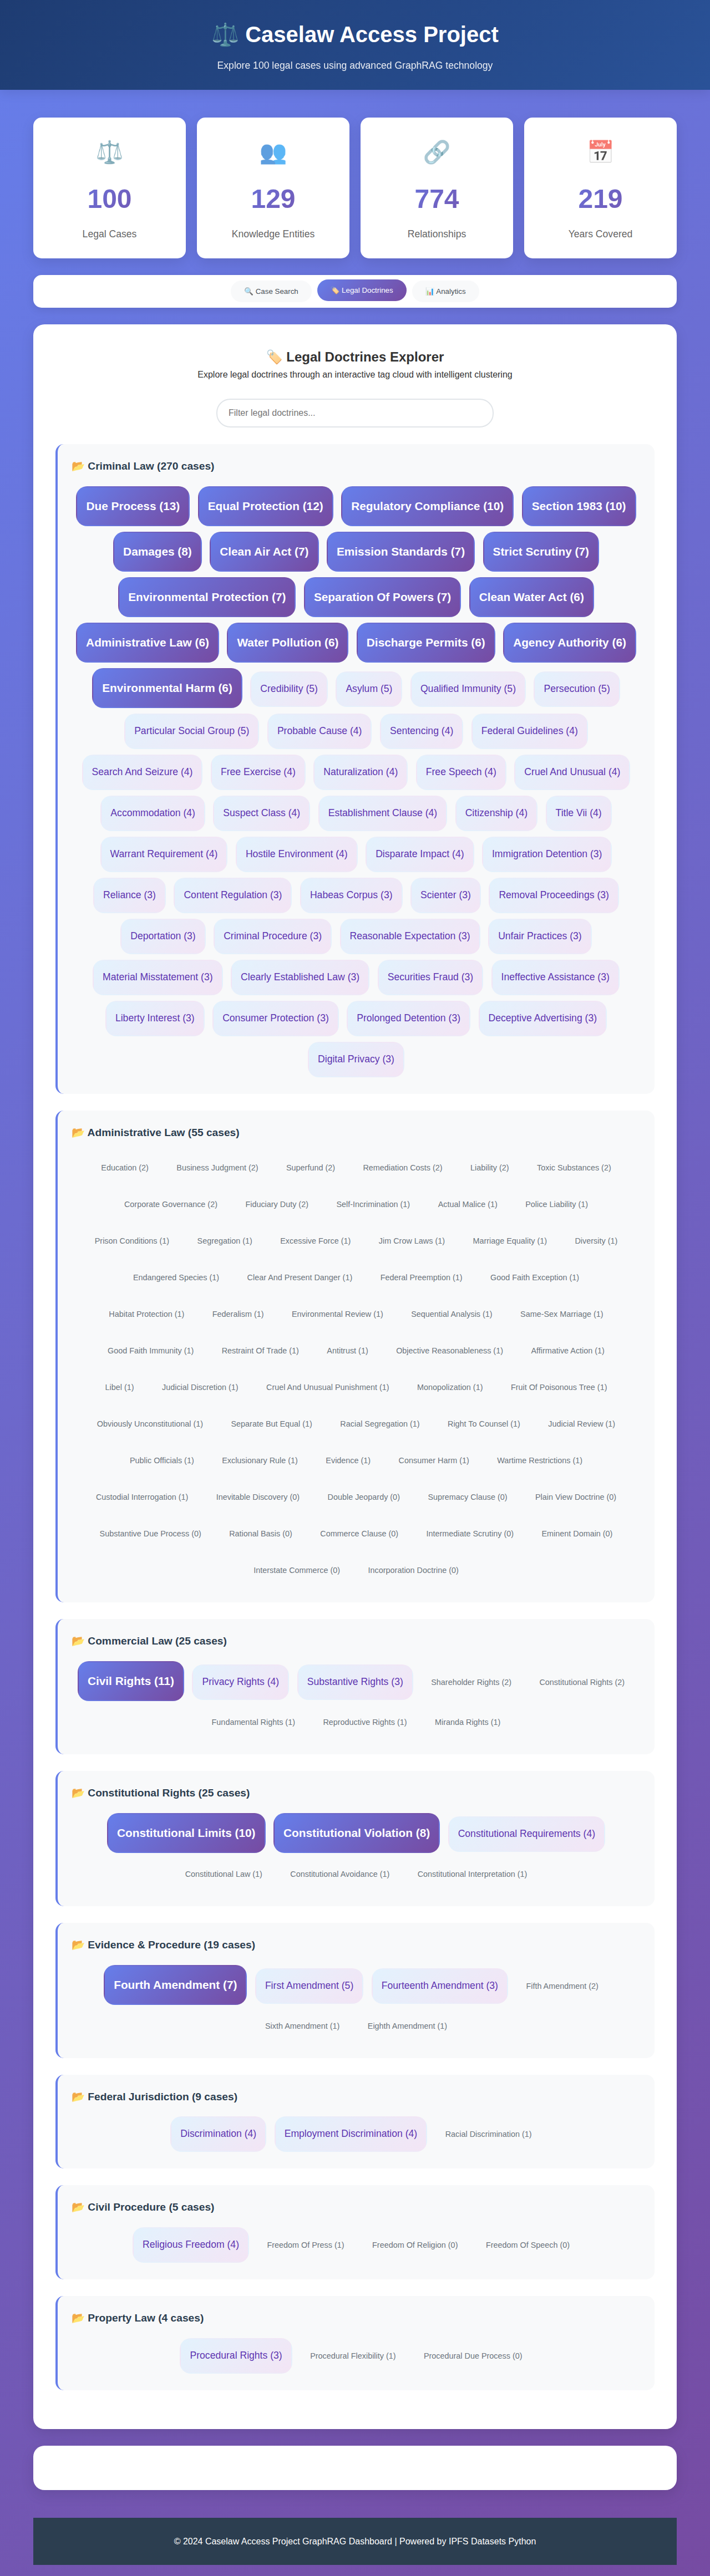 ⚖️ Caselaw Access Project
Explore 100 legal cases using advanced GraphRAG technology
100 129 774 219
Legal Cases Knowledge Entities Relationships Years Covered
🔍 Case Search 🏷️ Legal Doctrines 📊 Analytics
🏷️ Legal Doctrines Explorer
Explore legal doctrines through an interactive tag cloud with intelligent clustering
Filter legal doctrines...
📂 Criminal Law (270 cases)
Due Process (13) Equal Protection (12) Regulatory Compliance (10) Section 1983 (10)
Damages (8) Clean Air Act (7) Emission Standards (7) Strict Scrutiny (7)
Environmental Protection (7) Separation Of Powers (7) Clean Water Act (6)
Administrative Law (6) Water Pollution (6) Discharge Permits (6) Agency Authority (6)
Environmental Harm (6) Credibility (5) Asylum (5) Qualified Immunity (5) Persecution (5)
Particular Social Group (5) Probable Cause (4) Sentencing (4) Federal Guidelines (4)
Search And Seizure (4) Free Exercise (4) Naturalization (4) Free Speech (4) Cruel And Unusual (4)
Accommodation (4) Suspect Class (4) Establishment Clause (4) Citizenship (4) Title Vii (4)
Warrant Requirement (4) Hostile Environment (4) Disparate Impact (4) Immigration Detention (3)
Reliance (3) Content Regulation (3) Habeas Corpus (3) Scienter (3) Removal Proceedings (3)
Deportation (3) Criminal Procedure (3) Reasonable Expectation (3) Unfair Practices (3)
Material Misstatement (3) Clearly Established Law (3) Securities Fraud (3) Ineffective Assistance (3)
Liberty Interest (3) Consumer Protection (3) Prolonged Detention (3) Deceptive Advertising (3)
Digital Privacy (3)
📂 Administrative Law (55 cases)
Education (2) Business Judgment (2) Superfund (2) Remediation Costs (2) Liability (2) Toxic Substances (2)
Corporate Governance (2) Fiduciary Duty (2) Self-Incrimination (1) Actual Malice (1) Police Liability (1)
Prison Conditions (1) Segregation (1) Excessive Force (1) Jim Crow Laws (1) Marriage Equality (1) Diversity (1)
Endangered Species (1) Clear And Present Danger (1) Federal Preemption (1) Good Faith Exception (1)
Habitat Protection (1) Federalism (1) Environmental Review (1) Sequential Analysis (1) Same-Sex Marriage (1)
Good Faith Immunity (1) Restraint Of Trade (1) Antitrust (1) Objective Reasonableness (1) Affirmative Action (1)
Libel (1) Judicial Discretion (1) Cruel And Unusual Punishment (1) Monopolization (1) Fruit Of Poisonous Tree (1)
Obviously Unconstitutional (1) Separate But Equal (1) Racial Segregation (1) Right To Counsel (1) Judicial Review (1)
Public Officials (1) Exclusionary Rule (1) Evidence (1) Consumer Harm (1) Wartime Restrictions (1)
Custodial Interrogation (1) Inevitable Discovery (0) Double Jeopardy (0) Supremacy Clause (0) Plain View Doctrine (0)
Substantive Due Process (0) Rational Basis (0) Commerce Clause (0) Intermediate Scrutiny (0) Eminent Domain (0)
Interstate Commerce (0) Incorporation Doctrine (0)
📂 Commercial Law (25 cases)
Civil Rights (11) Privacy Rights (4) Substantive Rights (3) Shareholder Rights (2) Constitutional Rights (2)
Fundamental Rights (1) Reproductive Rights (1) Miranda Rights (1)
📂 Constitutional Rights (25 cases)
Constitutional Limits (10) Constitutional Violation (8) Constitutional Requirements (4)
Constitutional Law (1) Constitutional Avoidance (1) Constitutional Interpretation (1)
📂 Evidence & Procedure (19 cases)
Fourth Amendment (7) First Amendment (5) Fourteenth Amendment (3) Fifth Amendment (2)
Sixth Amendment (1) Eighth Amendment (1)
📂 Federal Jurisdiction (9 cases)
Discrimination (4) Employment Discrimination (4) Racial Discrimination (1)
📂 Civil Procedure (5 cases)
Religious Freedom (4) Freedom Of Press (1) Freedom Of Religion (0) Freedom Of Speech (0)
📂 Property Law (4 cases)
Procedural Rights (3) Procedural Flexibility (1) Procedural Due Process (0)
© 2024 Caselaw Access Project GraphRAG Dashboard | Powered by IPFS Datasets Python